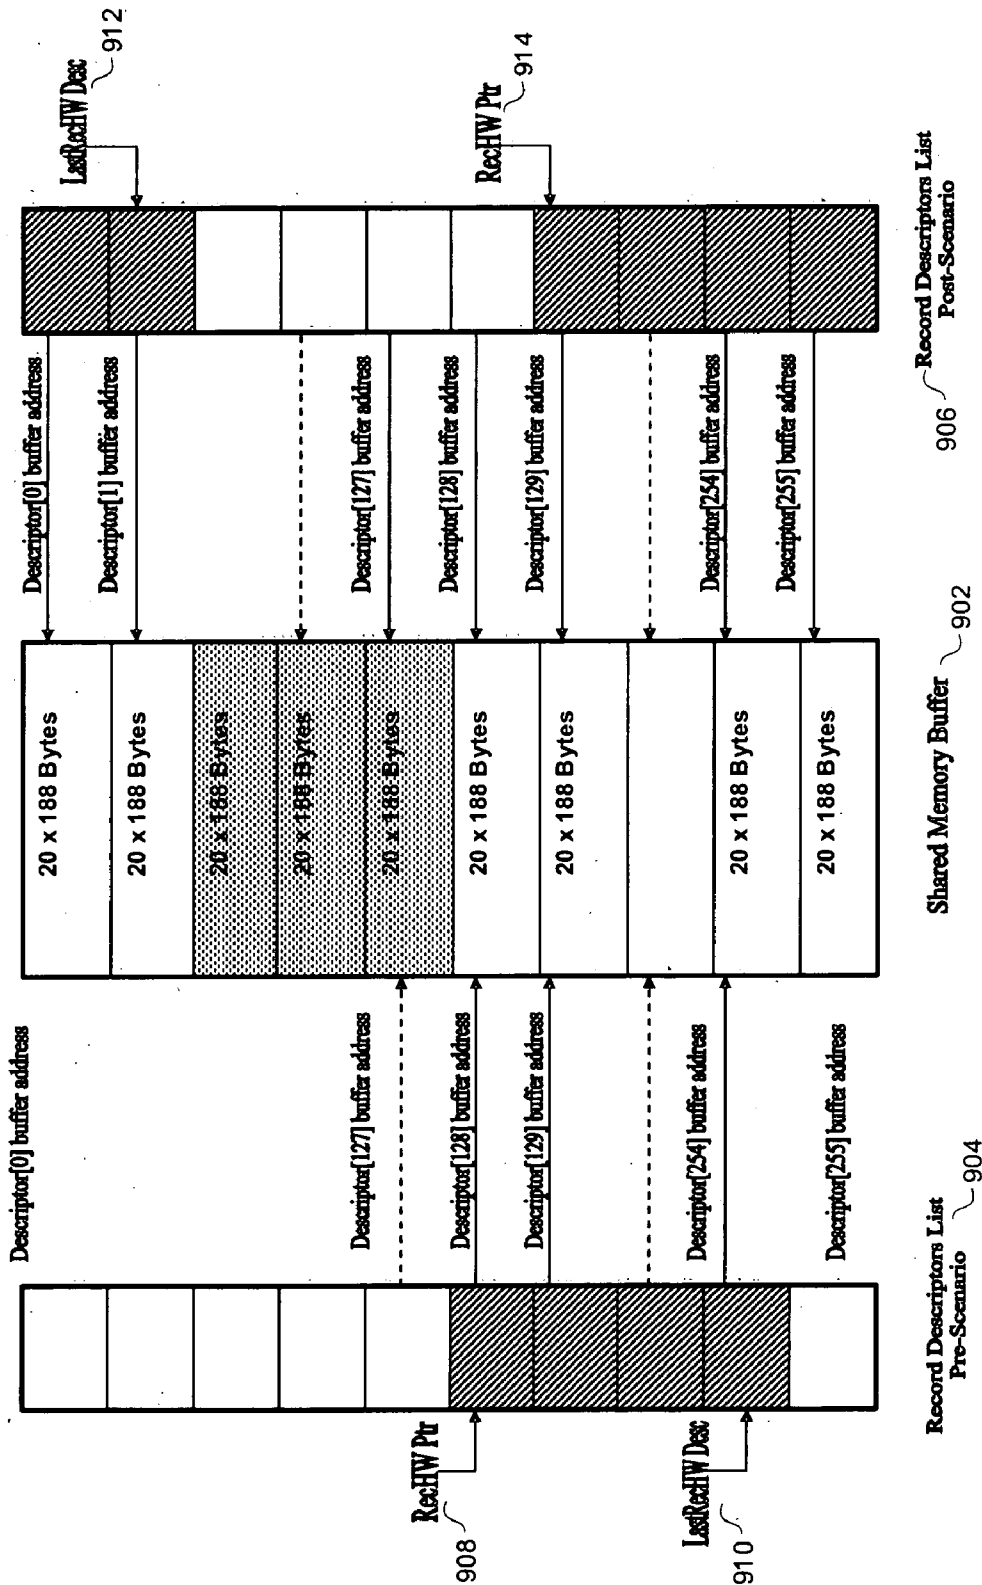 Descriptor[0] buffer address
Descriptor[127] buffer address
Descriptor[128] buffer address
Descriptor[129] buffer address
Descriptor[254] buffer address
Descriptor[255] buffer address
RecHW Ptr
908
LastRecHW Desc
910
Record Descriptors List
Pre-Scenario
904
20 x 188 Bytes
20 x 188 Bytes
20 x 188 Bytes
20 x 188 Bytes
20 x 188 Bytes
20 x 188 Bytes
20 x 188 Bytes
20 x 188 Bytes
20 x 188 Bytes
Shared Memory Buffer
902
Descriptor[0] buffer address
Descriptor[1] buffer address
Descriptor[127] buffer address
Descriptor[128] buffer address
Descriptor[129] buffer address
Descriptor[254] buffer address
Descriptor[255] buffer address
LastRecHW Desc
912
RecHW Ptr
914
Record Descriptors List
Post-Scenario
906